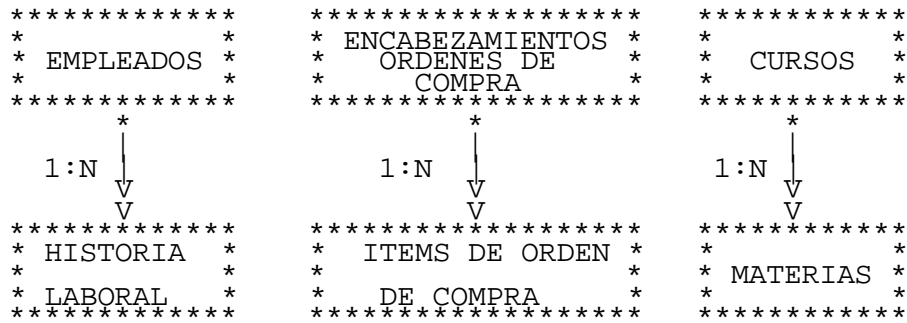 EMPLEADOS
ENCABEZAMIENTOS
ORDENES DE
COMPRA
CURSOS
1:N
1:N
1:N
V
V
V
V
V
V
HISTORIA
LABORAL
ITEMS DE ORDEN
DE COMPRA
MATERIAS